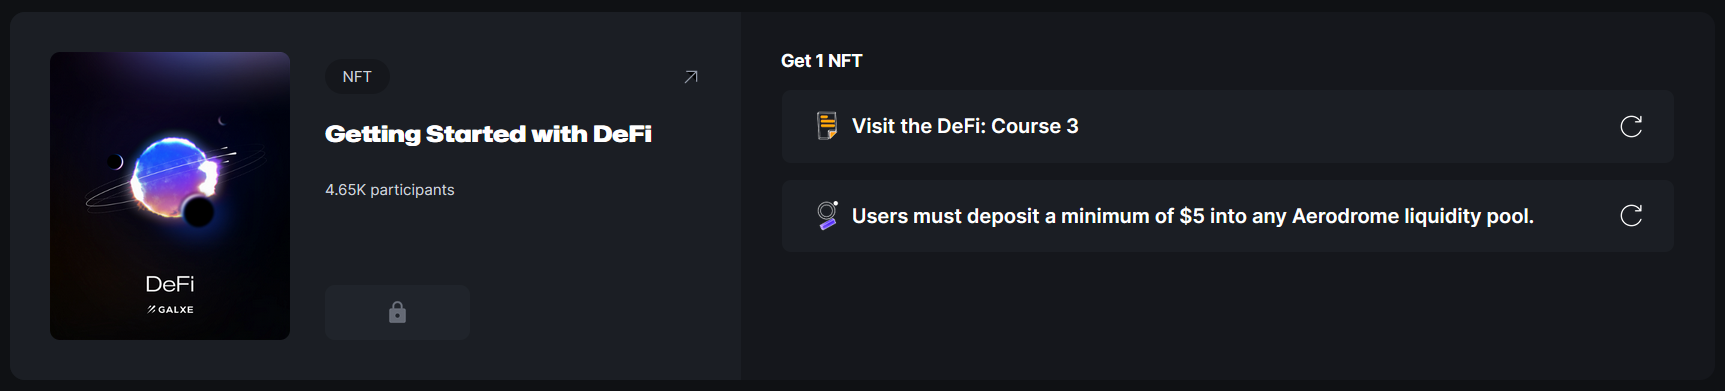 NFT
Getting Started with DeFi
4.65K participants
DeFi
GALXE
Get 1 NFT
Visit the DeFi: Course 3
Users must deposit a minimum of $5 into any Aerodrome liquidity pool.